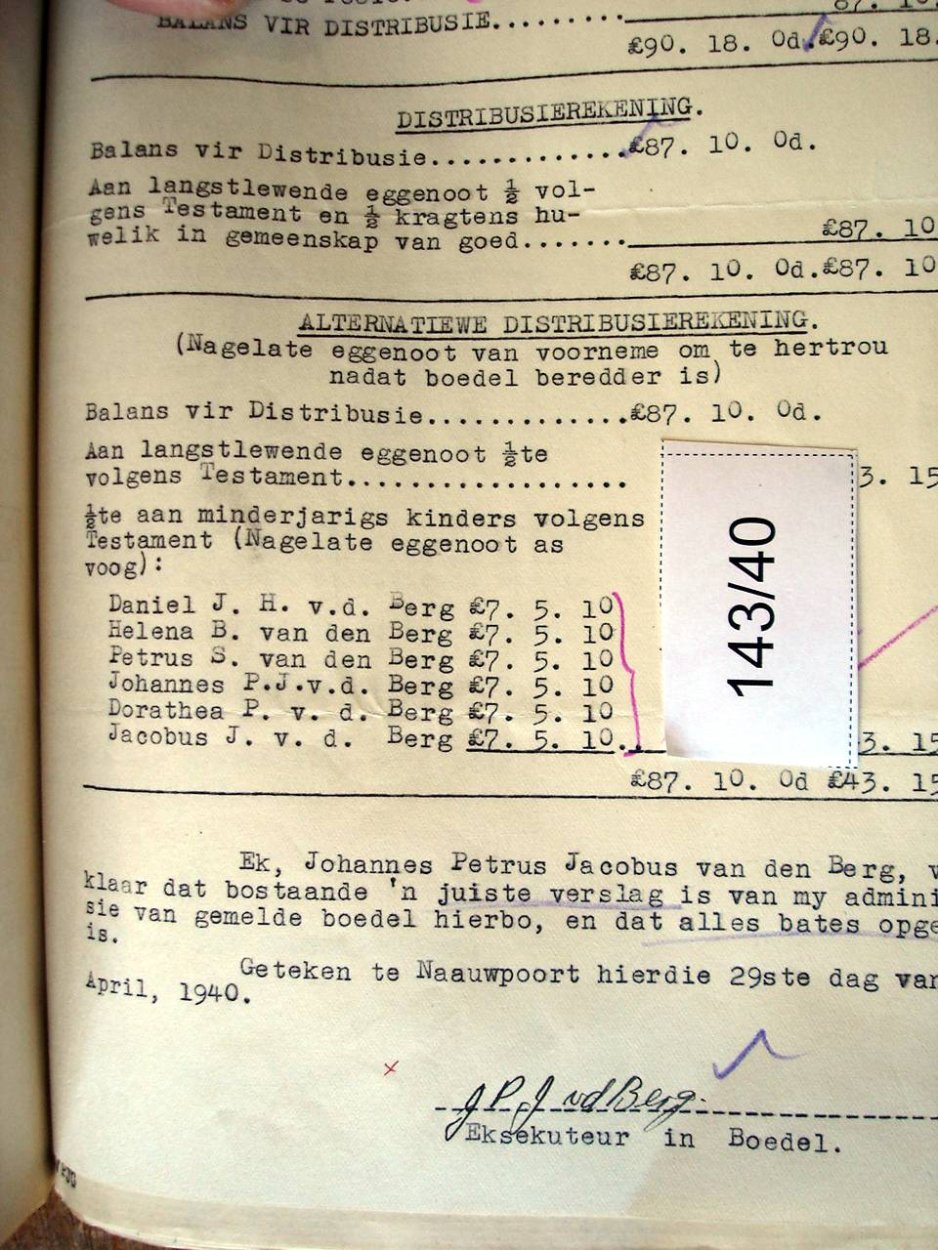 BALANS VIR DISTRIBUSIE..........
£90. 18. 0d. £90. 18.
DISTRIBUSIEREKENING.
Balans vir Distribusie.............£87. 10. 0d.
Aan langstlewende eggenoot ½ vol-
gens Testament en ½ kragtens hu-
welik in gemeenskap van goed....... £87. 10
£87. 10. 0d.£87. 10
ALTERNATIEWE DISTRIBUSIEREKENING.
(Nagelate eggenoot van voorneme om te hertrou
nadat boedel beredder is)
Balans vir Distribusie.............£87. 10. 0d.
Aan langstlewende eggenoot ½te
volgens Testament.................. 3. 15
½te aan minderjarigs kinders volgens
Testament (Nagelate eggenoot as
voog):
Daniel J. H. v.d. Berg £7. 5. 10
Helena B. van den Berg £7. 5. 10
Petrus S. van den Berg £7. 5. 10
Johannes P.J.v.d. Berg £7. 5. 10
Dorathea P. v. d. Berg £7. 5. 10
Jacobus J. v. d. Berg £7. 5. 10.. 3. 15
£87. 10. 0d £43. 15
143/40
Ek, Johannes Petrus Jacobus van den Berg, v
klaar dat bostaande 'n juiste verslag is van my admini
sie van gemelde boedel hierbo, en dat alles bates opge
is.
Geteken te Naauwpoort hierdie 29ste dag van
April, 1940.
J P J vd Berg.
Eksekuteur in Boedel.